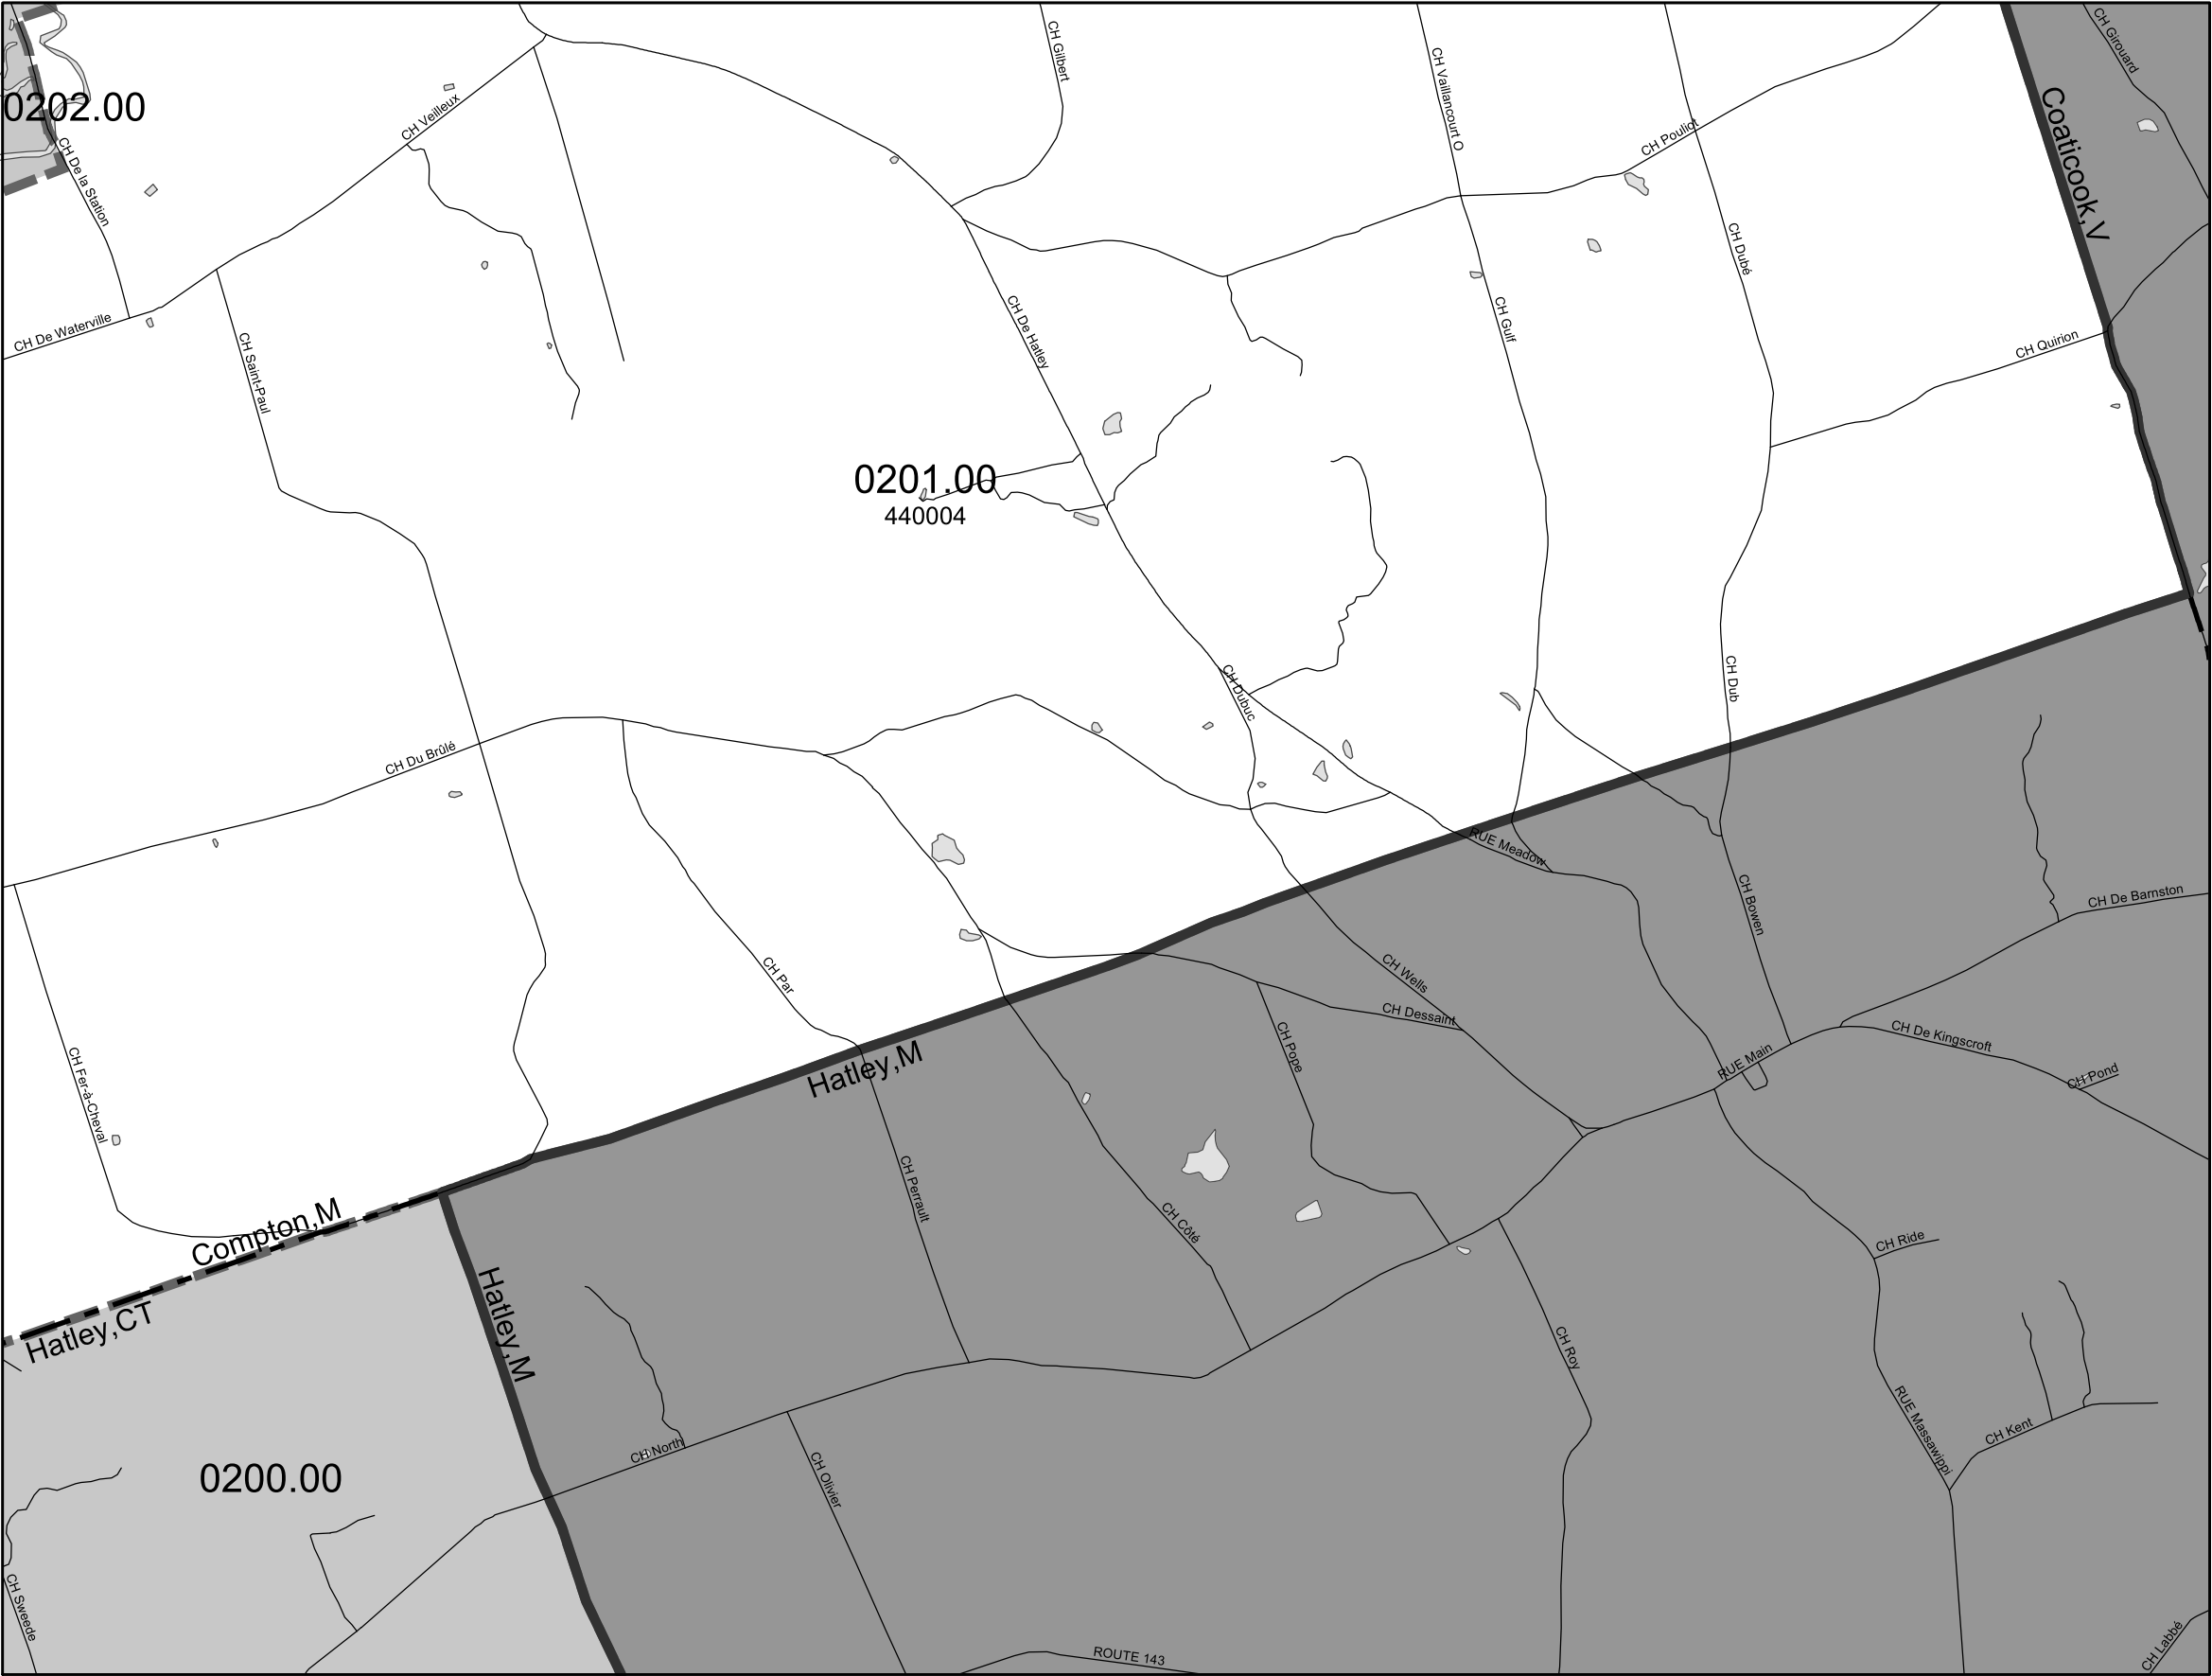 CH Gilbert
CH Girouard
CH Vaillancourt O
0202.00
CH Veilleux
Coaticook,V
CH Pouliot
CH De la Station
CH Dubé
CH De Waterville
CH Saint-Paul
CH De Hatley
CH Gulf
CH Quirion
0201.00
440004
CH Dubuc
CH Dub
CH Du Brûlé
RUE Meadow
CH Bowen
CH De Barnston
CH Par
CH Wells
CH Dessaint
CH Pope
CH De Kingscroft
RUE Main
CH Pond
Hatley,M
CH Fer-à-Cheval
CH Perrault
CH Côté
Compton,M
CH Ride
Hatley,CT
Hatley,M
CH Roy
RUE Massawippi
CH Kent
CH North
0200.00
CH Olivier
CH Sweede
ROUTE 143
CH Labbé